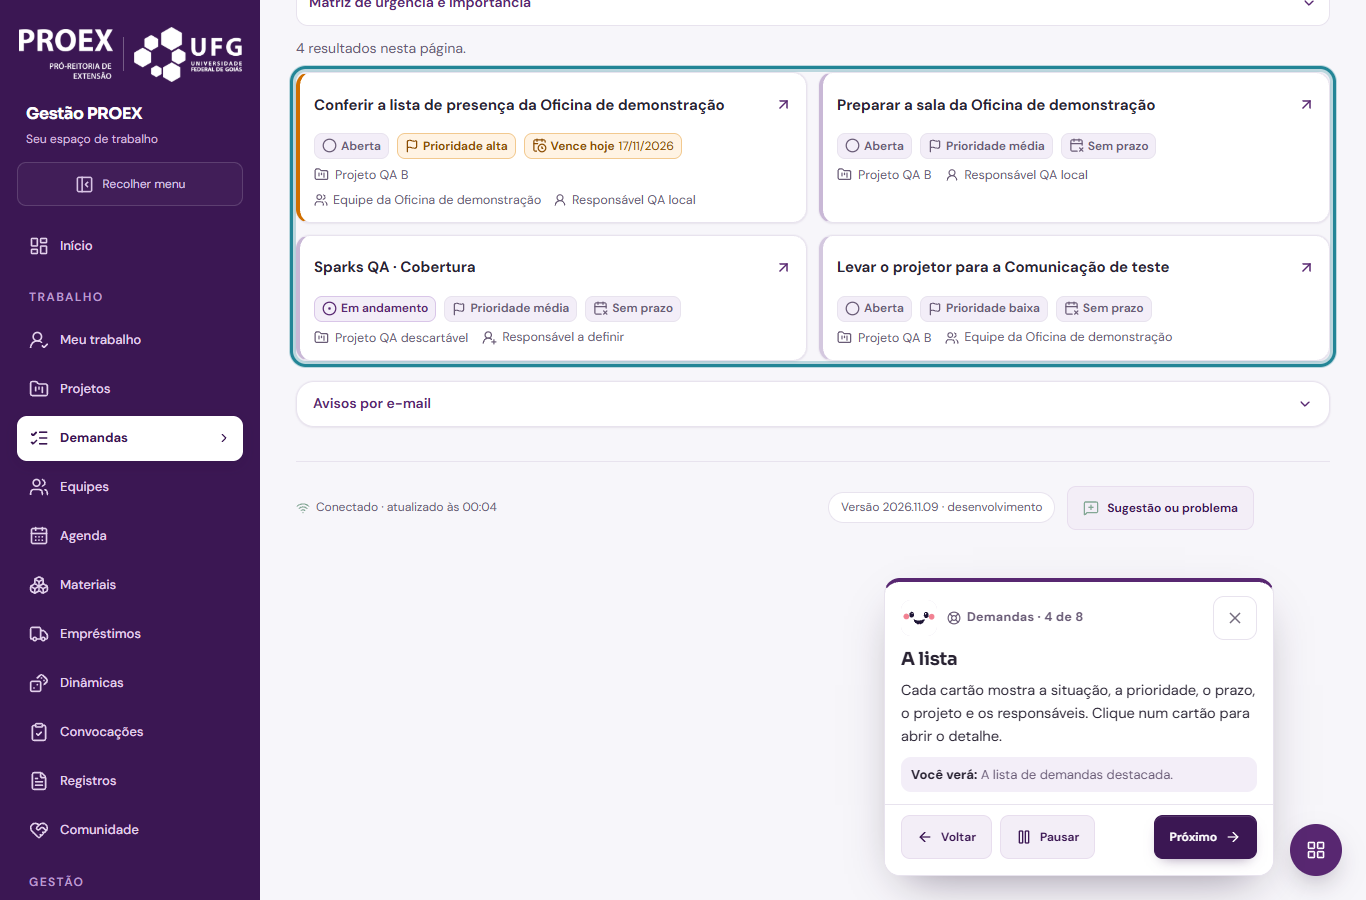 PROEX
PRÓ-REITORIA DE
EXTENSÃO
UFG
UNIVERSIDADE
FEDERAL DE GOIÁS
Gestão PROEX
Seu espaço de trabalho
Recolher menu
Início
TRABALHO
Meu trabalho
Projetos
Demandas
Equipes
Agenda
Materiais
Empréstimos
Dinâmicas
Convocações
Registros
Comunidade
GESTÃO
Matriz de urgência e importância
4 resultados nesta página.
Conferir a lista de presença da Oficina de demonstração
Aberta Prioridade alta Vence hoje 17/11/2026
Projeto QA B
Equipe da Oficina de demonstração Responsável QA local
Preparar a sala da Oficina de demonstração
Aberta Prioridade média Sem prazo
Projeto QA B Responsável QA local
Sparks QA · Cobertura
Em andamento Prioridade média Sem prazo
Projeto QA descartável Responsável a definir
Levar o projetor para a Comunicação de teste
Aberta Prioridade baixa Sem prazo
Projeto QA B Equipe da Oficina de demonstração
Avisos por e-mail
Conectado · atualizado às 00:04
Versão 2026.11.09 · desenvolvimento
Sugestão ou problema
Demandas · 4 de 8
A lista
Cada cartão mostra a situação, a prioridade, o prazo,
o projeto e os responsáveis. Clique num cartão para
abrir o detalhe.
Você verá: A lista de demandas destacada.
Voltar
Pausar
Próximo